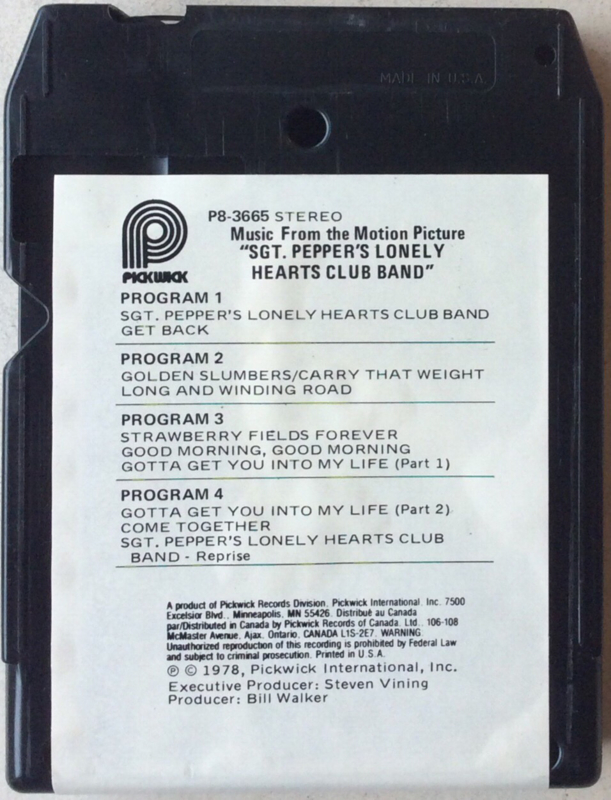 MADE IN U.S.A.
P8-3665 STEREO
Music From the Motion Picture
"SGT. PEPPER'S LONELY
HEARTS CLUB BAND"
PICKWICK
PROGRAM 1
SGT. PEPPER'S LONELY HEARTS CLUB BAND
GET BACK
PROGRAM 2
GOLDEN SLUMBERS/CARRY THAT WEIGHT
LONG AND WINDING ROAD
PROGRAM 3
STRAWBERRY FIELDS FOREVER
GOOD MORNING, GOOD MORNING
GOTTA GET YOU INTO MY LIFE (Part 1)
PROGRAM 4
GOTTA GET YOU INTO MY LIFE (Part 2)
COME TOGETHER
SGT. PEPPER'S LONELY HEARTS CLUB
BAND - Reprise
A product of Pickwick Records Division, Pickwick International, Inc. 7500
Excelsior Blvd., Minneapolis, MN 55426. Distribué au Canada
par/Distributed in Canada by Pickwick Records of Canada, Ltd., 106-108
McMaster Avenue, Ajax, Ontario, CANADA L1S-2E7. WARNING:
Unauthorized reproduction of this recording is prohibited by Federal Law
and subject to criminal prosecution. Printed in U.S.A.
℗ © 1978, Pickwick International, Inc.
Executive Producer: Steven Vining
Producer: Bill Walker